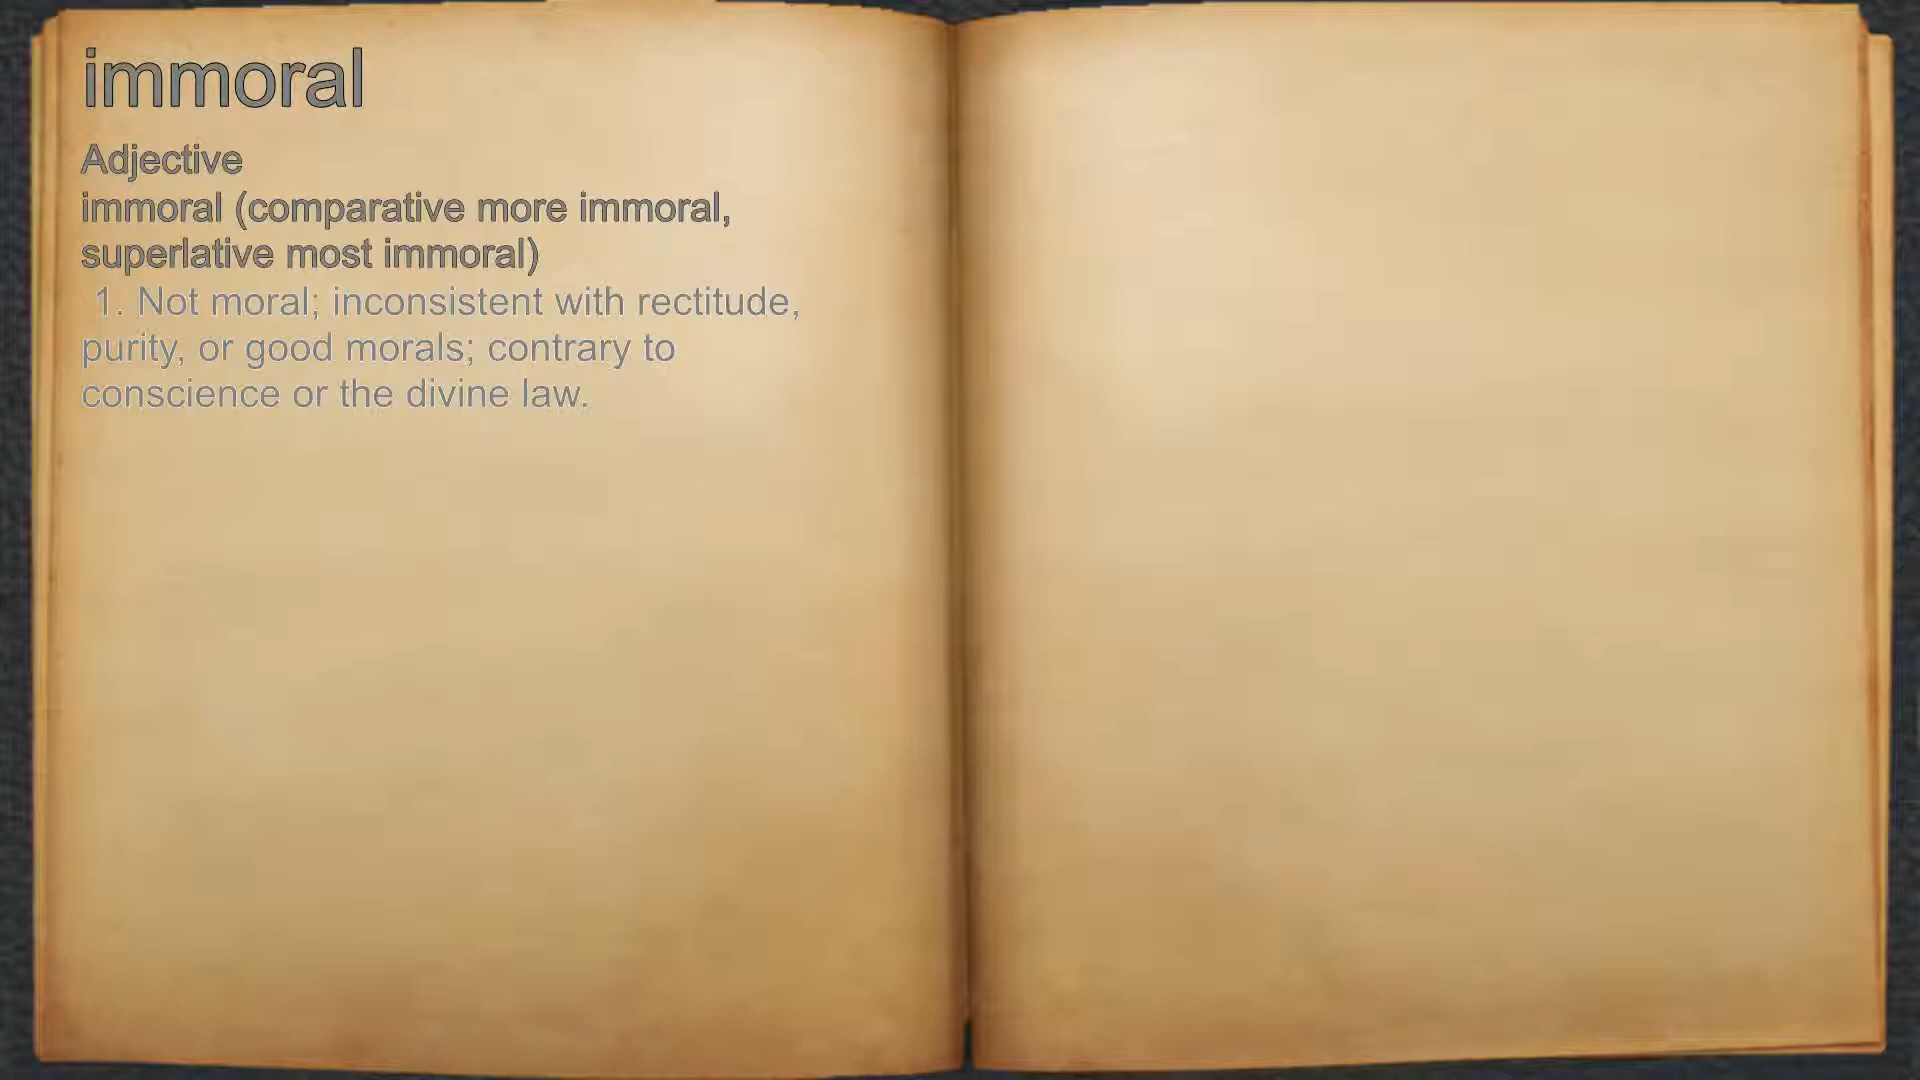 immoral
Adjective
immoral (comparative more immoral,
superlative most immoral)
1. Not moral; inconsistent with rectitude,
purity, or good morals; contrary to
conscience or the divine law.